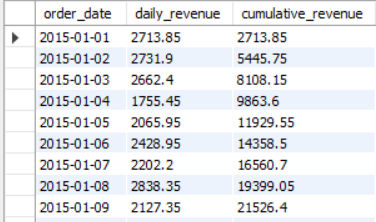 order_date daily_revenue cumulative_revenue
2015-01-01 2713.85 2713.85
2015-01-02 2731.9 5445.75
2015-01-03 2662.4 8108.15
2015-01-04 1755.45 9863.6
2015-01-05 2065.95 11929.55
2015-01-06 2428.95 14358.5
2015-01-07 2202.2 16560.7
2015-01-08 2838.35 19399.05
2015-01-09 2127.35 21526.4